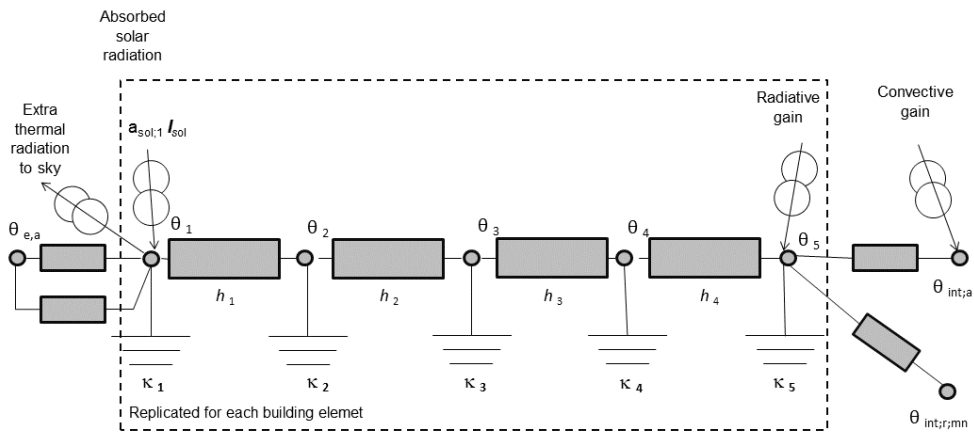 Absorbed
solar
radiation
Extra
thermal
radiation
to sky
a sol;1 I sol
Radiative
gain
Convective
gain
θ e,a
θ 1
θ 2
θ 3
θ 4
θ 5
h 1
h 2
h 3
h 4
θ int;a
κ 1
κ 2
κ 3
κ 4
κ 5
Replicated for each building elemet
θ int;r;mn